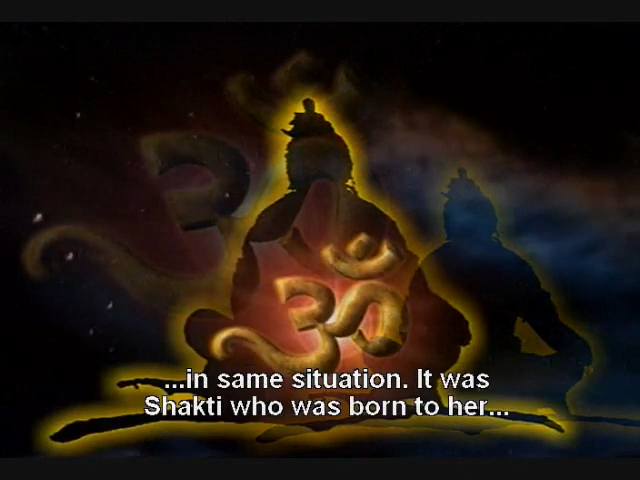 ॐ
...in same situation. It was
Shakti who was born to her...